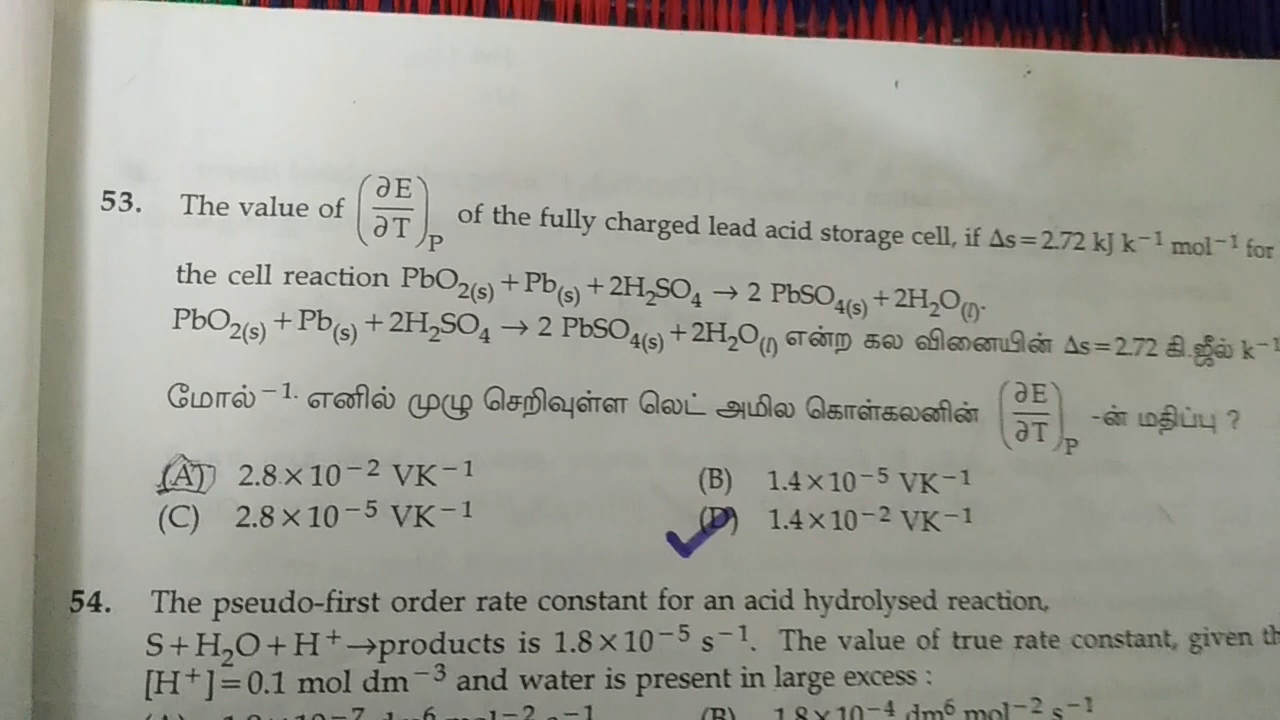 53. The value of (∂E/∂T)P of the fully charged lead acid storage cell, if Δs=2.72 kJ k⁻¹ mol⁻¹ for
the cell reaction PbO₂(s)+Pb(s)+2H₂SO₄ → 2 PbSO₄(s)+2H₂O(l).
PbO₂(s)+Pb(s)+2H₂SO₄ → 2 PbSO₄(s)+2H₂O(l) என்ற கல வினையின் Δs=2.72 கி.ஜீல் k⁻¹
மோல்⁻¹. எனில் முழு செறிவுள்ள லெட் அமில கொள்கலனின் (∂E/∂T)P -ன் மதிப்பு ?
(A) 2.8×10⁻² VK⁻¹ (B) 1.4×10⁻⁵ VK⁻¹
(C) 2.8×10⁻⁵ VK⁻¹ (D) 1.4×10⁻² VK⁻¹
54. The pseudo-first order rate constant for an acid hydrolysed reaction,
S+H₂O+H⁺→products is 1.8×10⁻⁵ s⁻¹. The value of true rate constant, given
[H⁺]=0.1 mol dm⁻³ and water is present in large excess :
(B) 1.8×10⁻⁴ dm⁶ mol⁻² s⁻¹